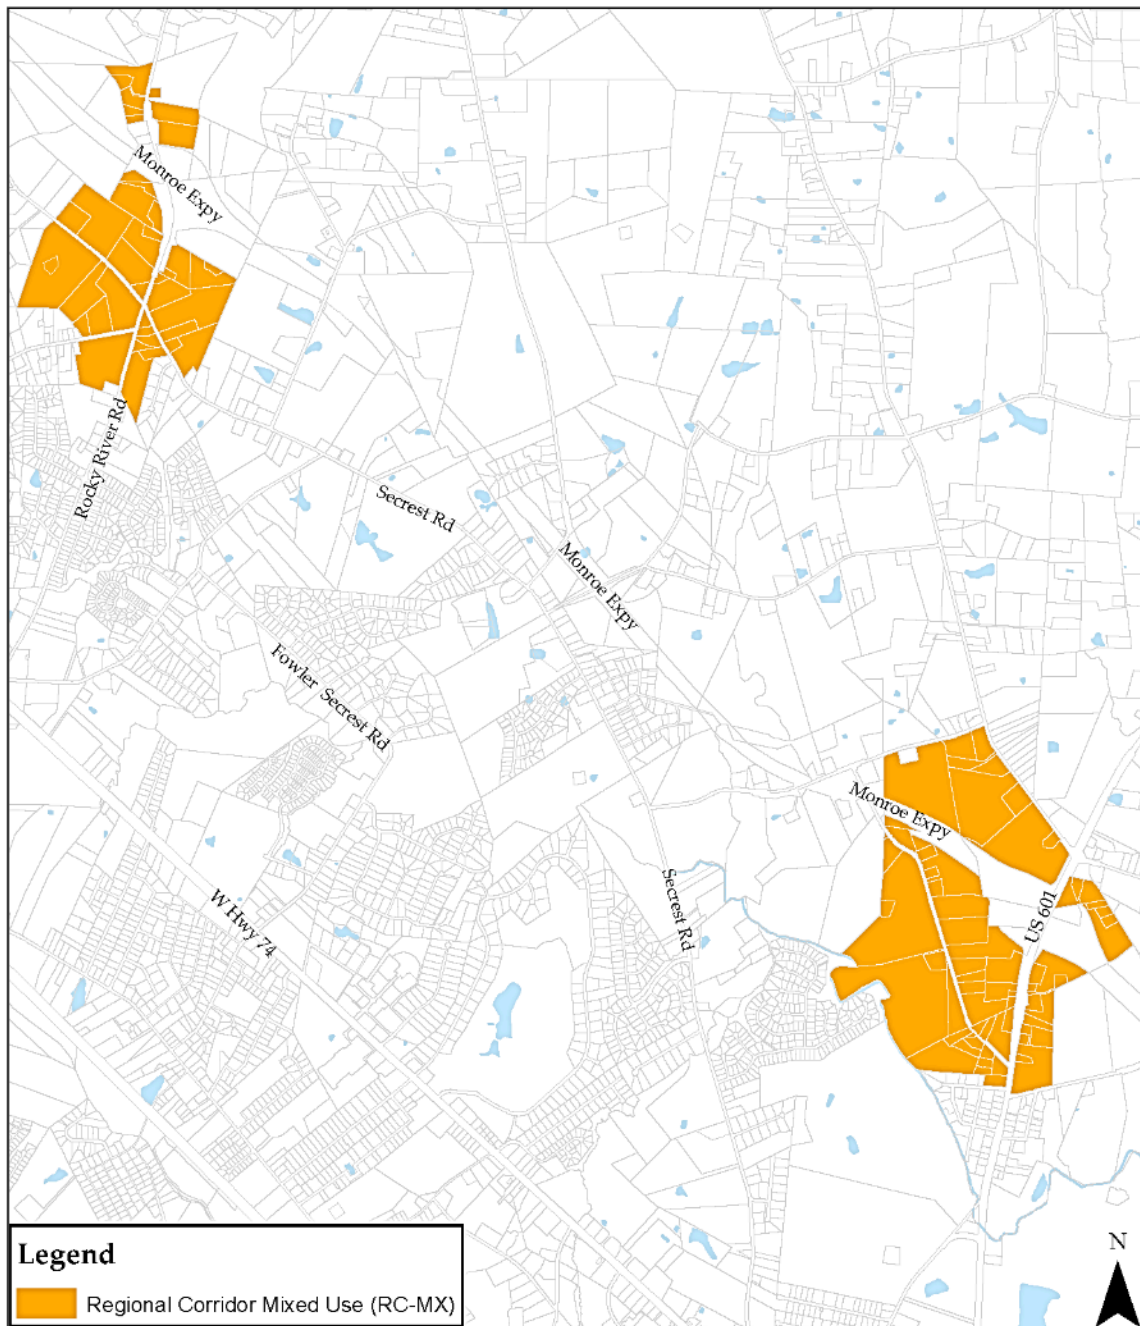 Monroe Expy
Rocky River Rd
Secrest Rd
Monroe Expy
Fowler Secrest Rd
Monroe Expy
W Hwy 74
Secrest Rd
US 601
N
Legend
Regional Corridor Mixed Use (RC-MX)